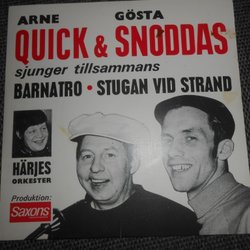 ARNE GÖSTA
QUICK & SNODDAS
sjunger tillsammans
BARNATRO • STUGAN VID STRAND
HÄRJES
ORKESTER
Produktion:
Saxons